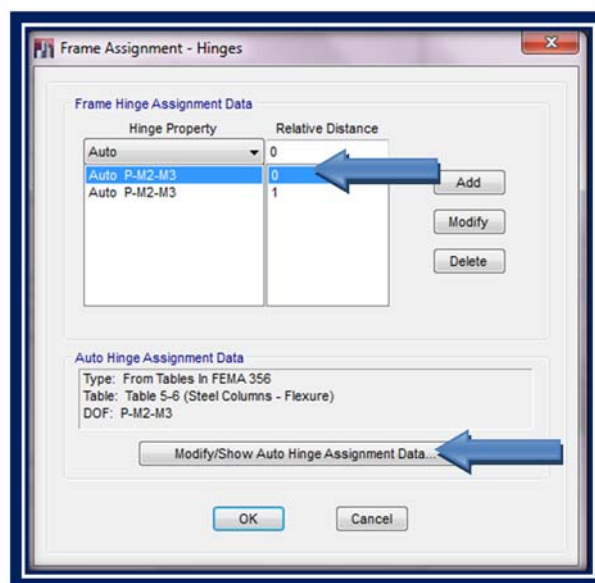 Frame Assignment - Hinges
Frame Hinge Assignment Data
Hinge Property Relative Distance
Auto 0
Auto P-M2-M3 0
Auto P-M2-M3 1
Add
Modify
Delete
Auto Hinge Assignment Data
Type: From Tables In FEMA 356
Table: Table 5-6 (Steel Columns - Flexure)
DOF: P-M2-M3
Modify/Show Auto Hinge Assignment Data...
OK Cancel